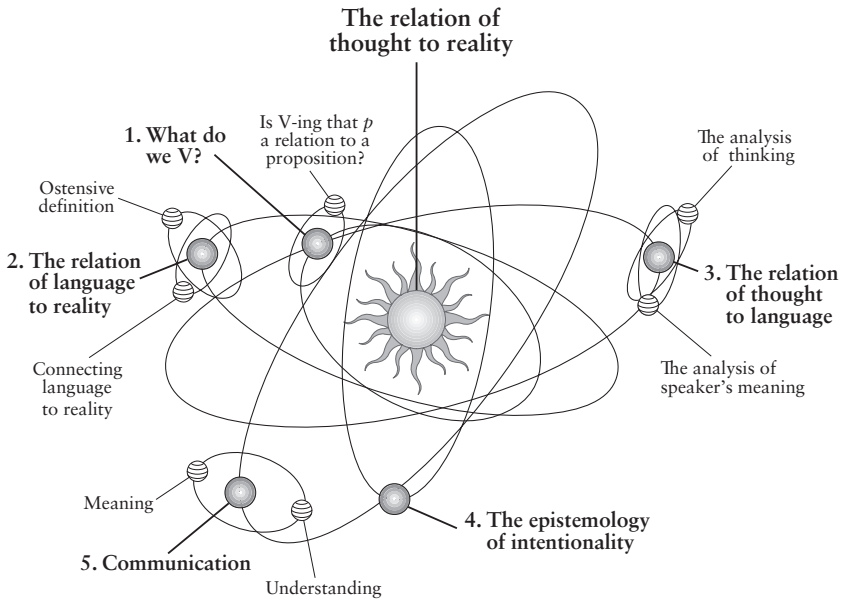 The relation of
thought to reality
1. What do
we V?
Is V-ing that p
a relation to a
proposition?
The analysis
of thinking
Ostensive
definition
2. The relation
of language
to reality
3. The relation
of thought
to language
Connecting
language
to reality
The analysis of
speaker's meaning
Meaning
4. The epistemology
of intentionality
5. Communication
Understanding